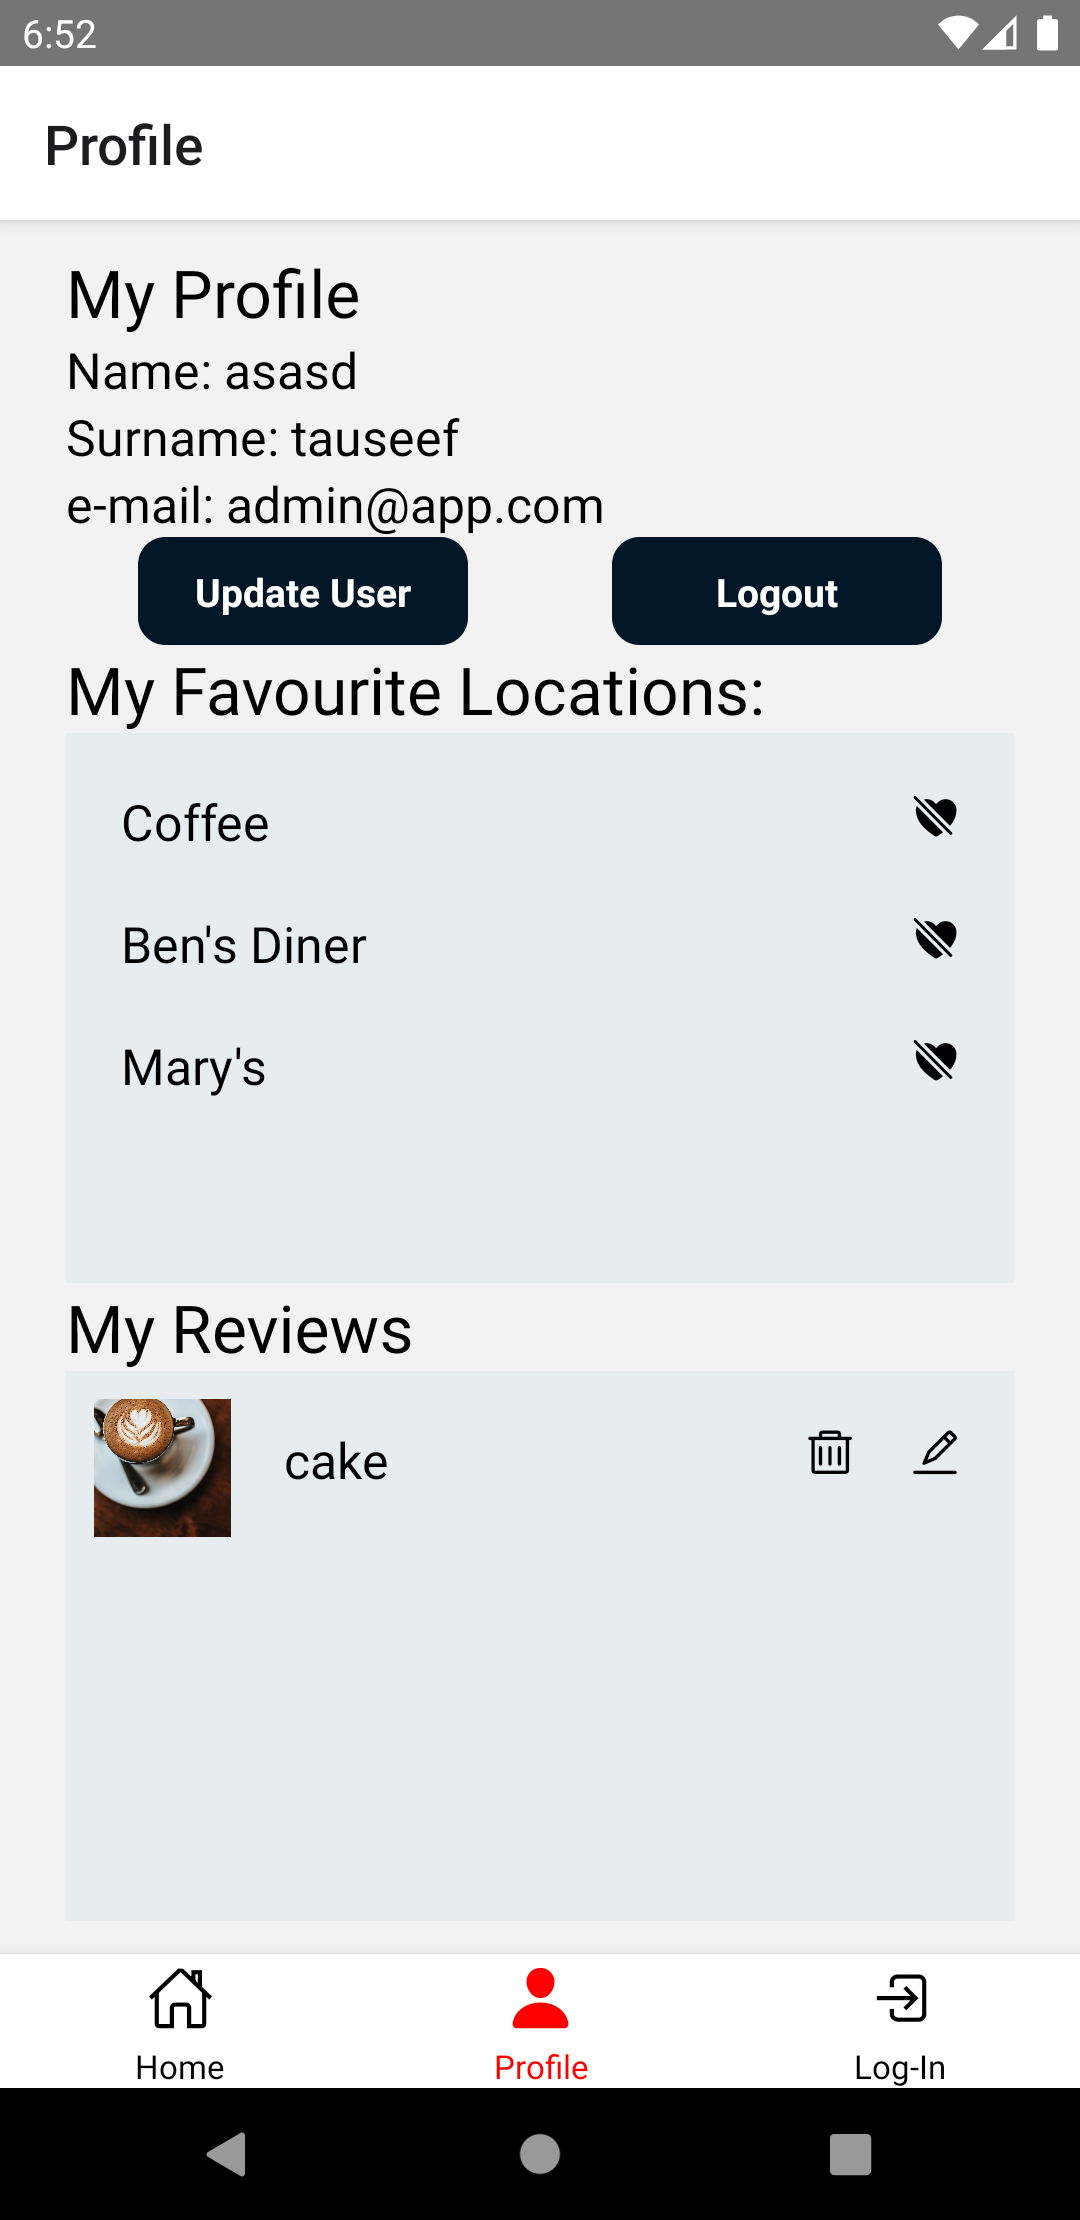 6:52
Profile
My Profile
Name: asasd
Surname: tauseef
e-mail: admin@app.com
Update User
Logout
My Favourite Locations:
Coffee
Ben's Diner
Mary's
My Reviews
cake
Home
Profile
Log-In